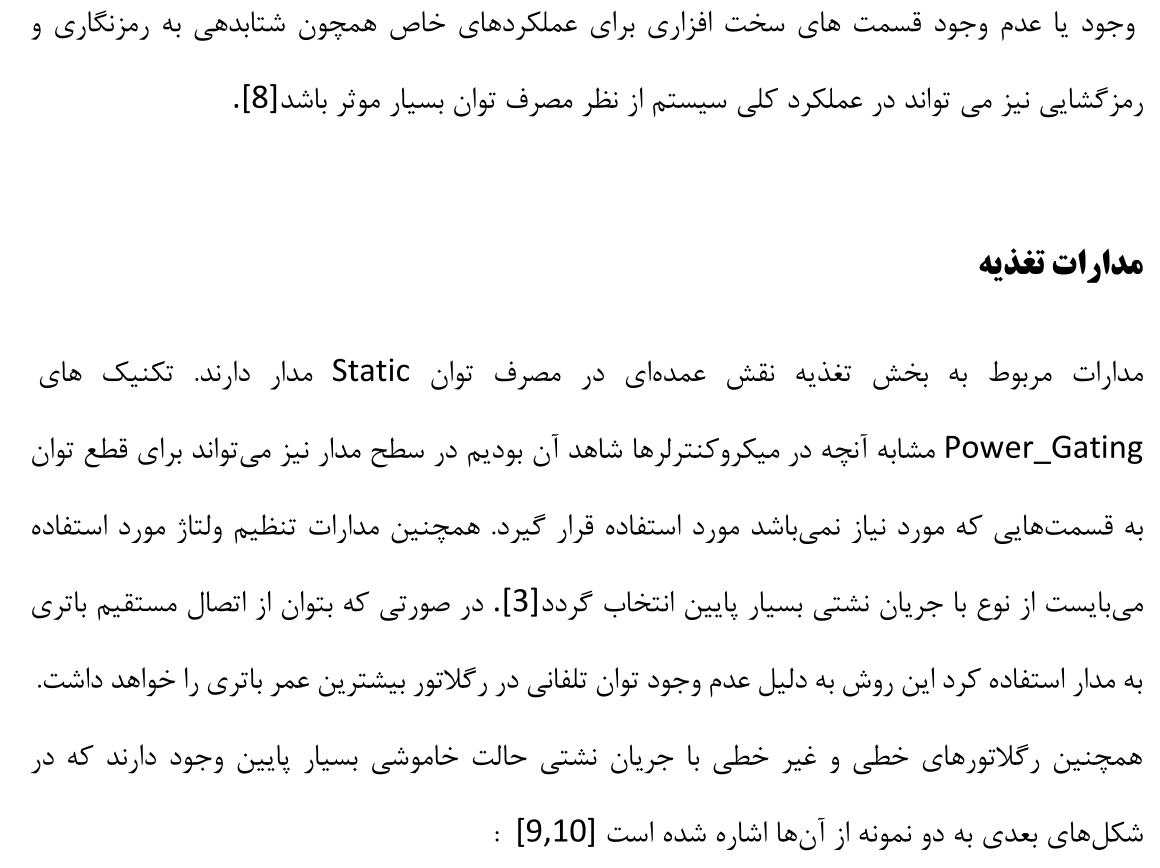 وجود یا عدم وجود قسمت های سخت افزاری برای عملکردهای خاص همچون شتابدهی به رمزنگاری و
رمزگشایی نیز می تواند در عملکرد کلی سیستم از نظر مصرف توان بسیار موثر باشد[8].
مدارات تغذیه
مدارات مربوط به بخش تغذیه نقش عمده‌ای در مصرف توان Static مدار دارند. تکنیک های
Power_Gating مشابه آنچه در میکروکنترلرها شاهد آن بودیم در سطح مدار نیز می‌تواند برای قطع توان
به قسمت‌هایی که مورد نیاز نمی‌باشد مورد استفاده قرار گیرد. همچنین مدارات تنظیم ولتاژ مورد استفاده
می‌بایست از نوع با جریان نشتی بسیار پایین انتخاب گردد[3]. در صورتی که بتوان از اتصال مستقیم باتری
به مدار استفاده کرد این روش به دلیل عدم وجود توان تلفاتی در رگلاتور بیشترین عمر باتری را خواهد داشت.
همچنین رگلاتورهای خطی و غیر خطی با جریان نشتی حالت خاموشی بسیار پایین وجود دارند که در
شکل‌های بعدی به دو نمونه از آن‌ها اشاره شده است [9,10] :